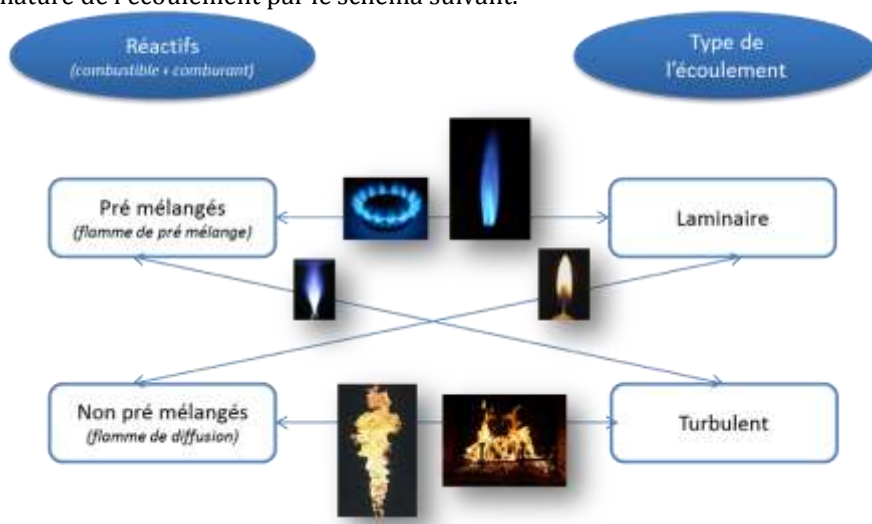 nature de l'écoulement par le schéma suivant.
Réactifs
(combustible + comburant)
Type de
l'écoulement
Pré mélangés
(flamme de pré mélange)
Laminaire
Non pré mélangés
(flamme de diffusion)
Turbulent